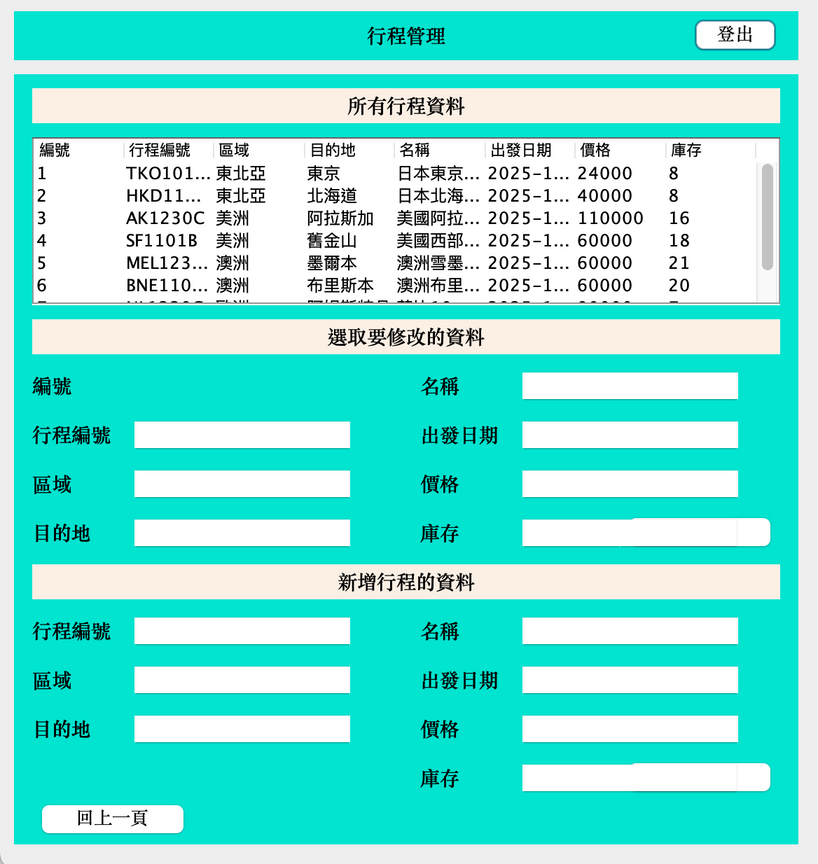 行程管理
登出
所有行程資料
編號 行程編號 區域 目的地 名稱 出發日期 價格 庫存
1 TKO101... 東北亞 東京 日本東京... 2025-1... 24000 8
2 HKD11... 東北亞 北海道 日本北海... 2025-1... 40000 8
3 AK1230C 美洲 阿拉斯加 美國阿拉... 2025-1... 110000 16
4 SF1101B 美洲 舊金山 美國西部... 2025-1... 60000 18
5 MEL123... 澳洲 墨爾本 澳洲雪墨... 2025-1... 60000 21
6 BNE110... 澳洲 布里斯本 澳洲布里... 2025-1... 60000 20
選取要修改的資料
編號 名稱
行程編號 出發日期
區域 價格
目的地 庫存
新增行程的資料
行程編號 名稱
區域 出發日期
目的地 價格
庫存
回上一頁